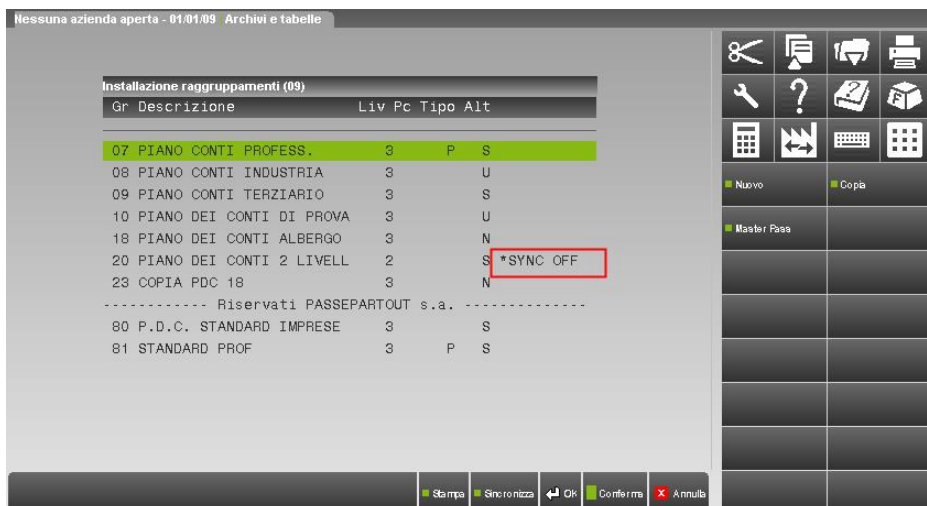 Nessuna azienda aperta - 01/01/09 Archivi e tabelle
Installazione raggruppamenti (09)
Gr Descrizione Liv Pc Tipo Alt
07 PIANO CONTI PROFESS. 3 P S
08 PIANO CONTI INDUSTRIA 3 U
09 PIANO CONTI TERZIARIO 3 S
10 PIANO DEI CONTI DI PROVA 3 U
18 PIANO DEI CONTI ALBERGO 3 N
20 PIANO DEI CONTI 2 LIVELL 2 S *SYNC OFF
23 COPIA PDC 18 3 N
------------ Riservati PASSEPARTOUT s.a. --------------
80 P.D.C. STANDARD IMPRESE 3 S
81 STANDARD PROF 3 P S
Nuovo Copia
Master Pass
Stampa Sincronizza Ok Conferma X Annulla